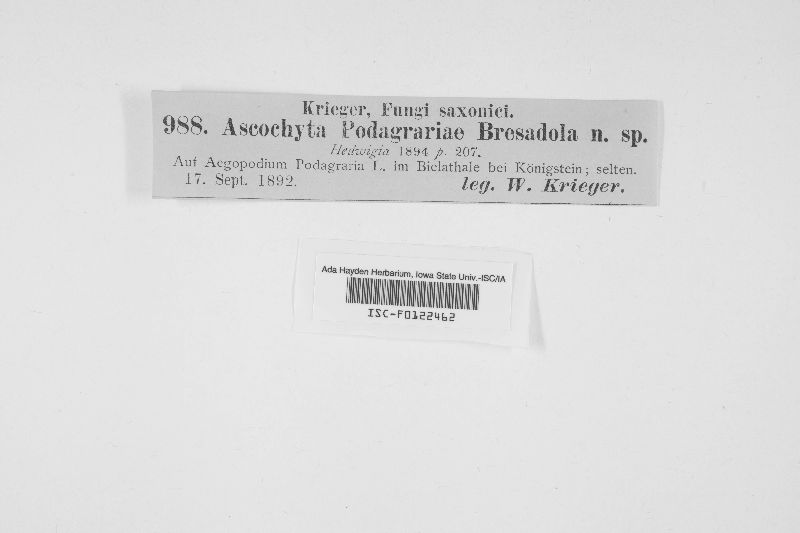 Krieger, Fungi saxonici.
988. Ascochyta Podagrariae Bresadola n. sp.
Hedwigia 1894 p. 207.
Auf Aegopodium Podagraria L. im Bielathale bei Königstein; selten.
17. Sept. 1892. leg. W. Krieger.
Ada Hayden Herbarium, Iowa State Univ.-ISC/IA
ISC-F0122462